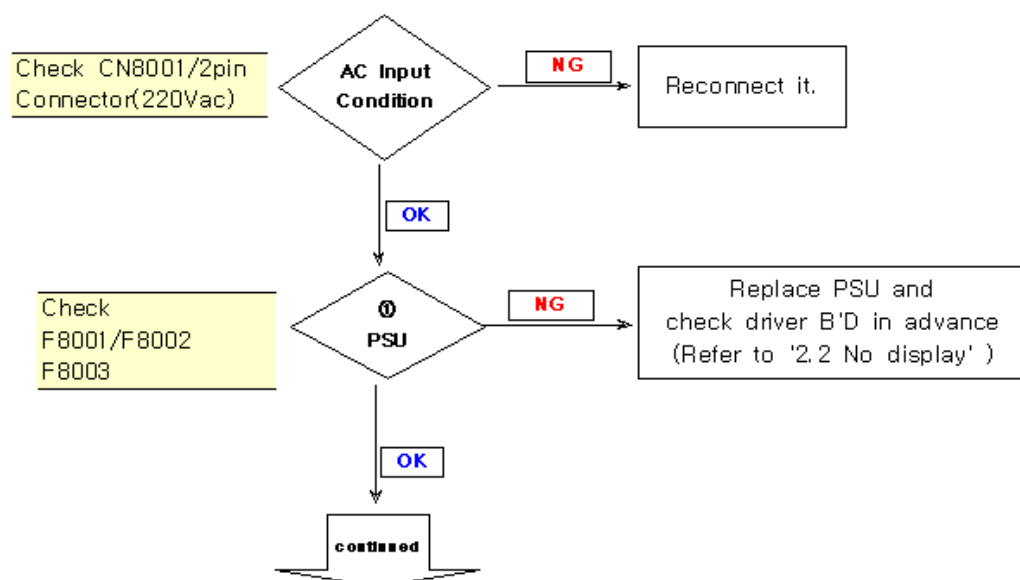 Check CN8001/2pin
Connector(220Vac)
AC Input
Condition
NG
Reconnect it.
OK
Check
F8001/F8002
F8003
①
PSU
NG
Replace PSU and
check driver B'D in advance
(Refer to '2.2 No display' )
OK
continued